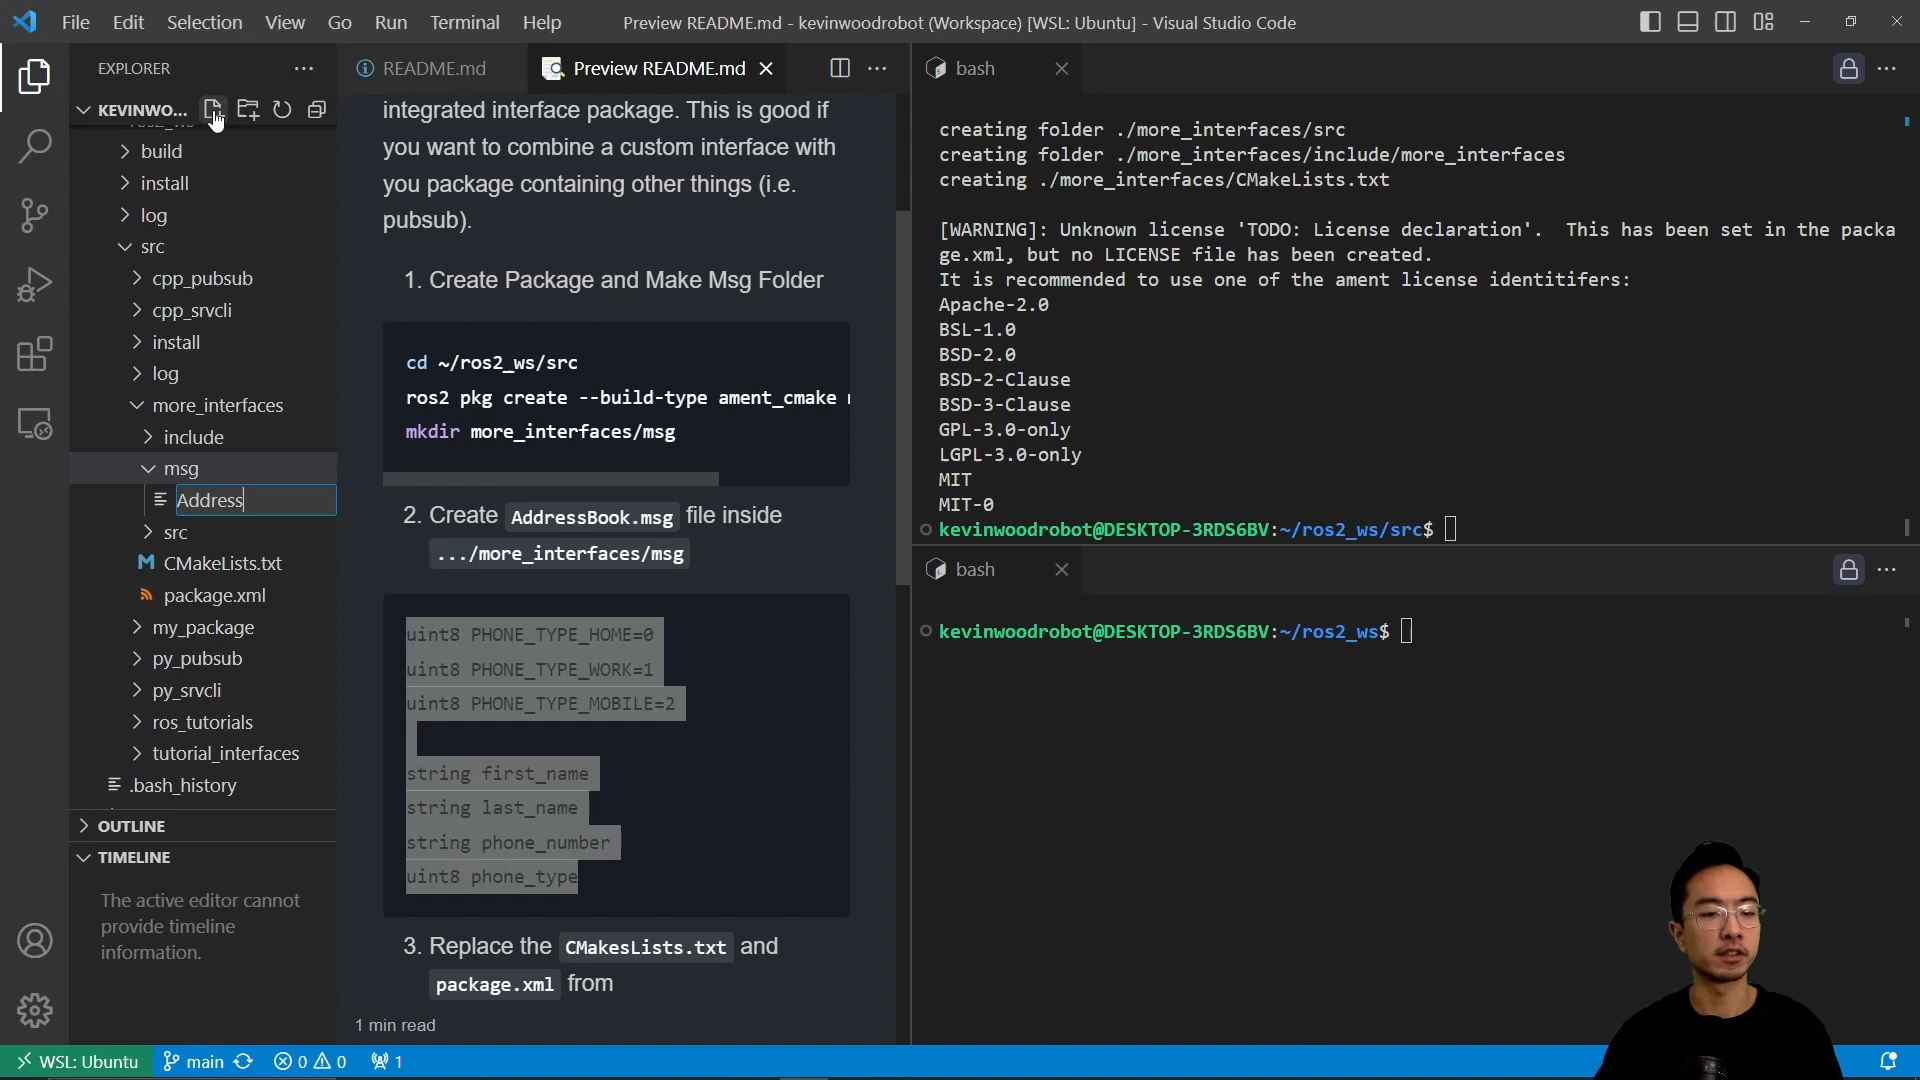 File Edit Selection View Go Run Terminal Help
Preview README.md - kevinwoodrobot (Workspace) [WSL: Ubuntu] - Visual Studio Code
EXPLORER
KEVINWO...
build
install
log
src
cpp_pubsub
cpp_srvcli
install
log
more_interfaces
include
msg
Address
src
CMakeLists.txt
package.xml
my_package
py_pubsub
py_srvcli
ros_tutorials
tutorial_interfaces
.bash_history
OUTLINE
TIMELINE
The active editor cannot
provide timeline
information.
README.md
Preview README.md
integrated interface package. This is good if
you want to combine a custom interface with
you package containing other things (i.e.
pubsub).
1. Create Package and Make Msg Folder
cd ~/ros2_ws/src
ros2 pkg create --build-type ament_cmake
mkdir more_interfaces/msg
2. Create AddressBook.msg file inside
.../more_interfaces/msg
uint8 PHONE_TYPE_HOME=0
uint8 PHONE_TYPE_WORK=1
uint8 PHONE_TYPE_MOBILE=2
string first_name
string last_name
string phone_number
uint8 phone_type
3. Replace the CMakesLists.txt and
package.xml from
1 min read
bash
creating folder ./more_interfaces/src
creating folder ./more_interfaces/include/more_interfaces
creating ./more_interfaces/CMakeLists.txt
[WARNING]: Unknown license 'TODO: License declaration'.  This has been set in the packa
ge.xml, but no LICENSE file has been created.
It is recommended to use one of the ament license identitifers:
Apache-2.0
BSL-1.0
BSD-2.0
BSD-2-Clause
BSD-3-Clause
GPL-3.0-only
LGPL-3.0-only
MIT
MIT-0
kevinwoodrobot@DESKTOP-3RDS6BV:~/ros2_ws/src$
bash
kevinwoodrobot@DESKTOP-3RDS6BV:~/ros2_ws$
WSL: Ubuntu main 0 0 1